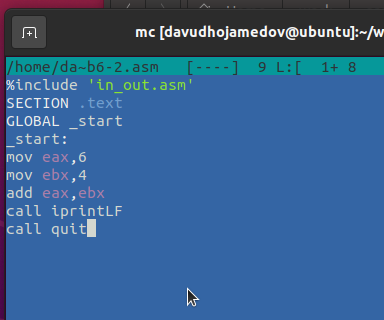 mc [davudhojamedov@ubuntu]:~/w
/home/da~b6-2.asm   [----]  9 L:[  1+ 8
%include 'in_out.asm'
SECTION .text
GLOBAL _start
_start:
mov eax,6
mov ebx,4
add eax,ebx
call iprintLF
call quit